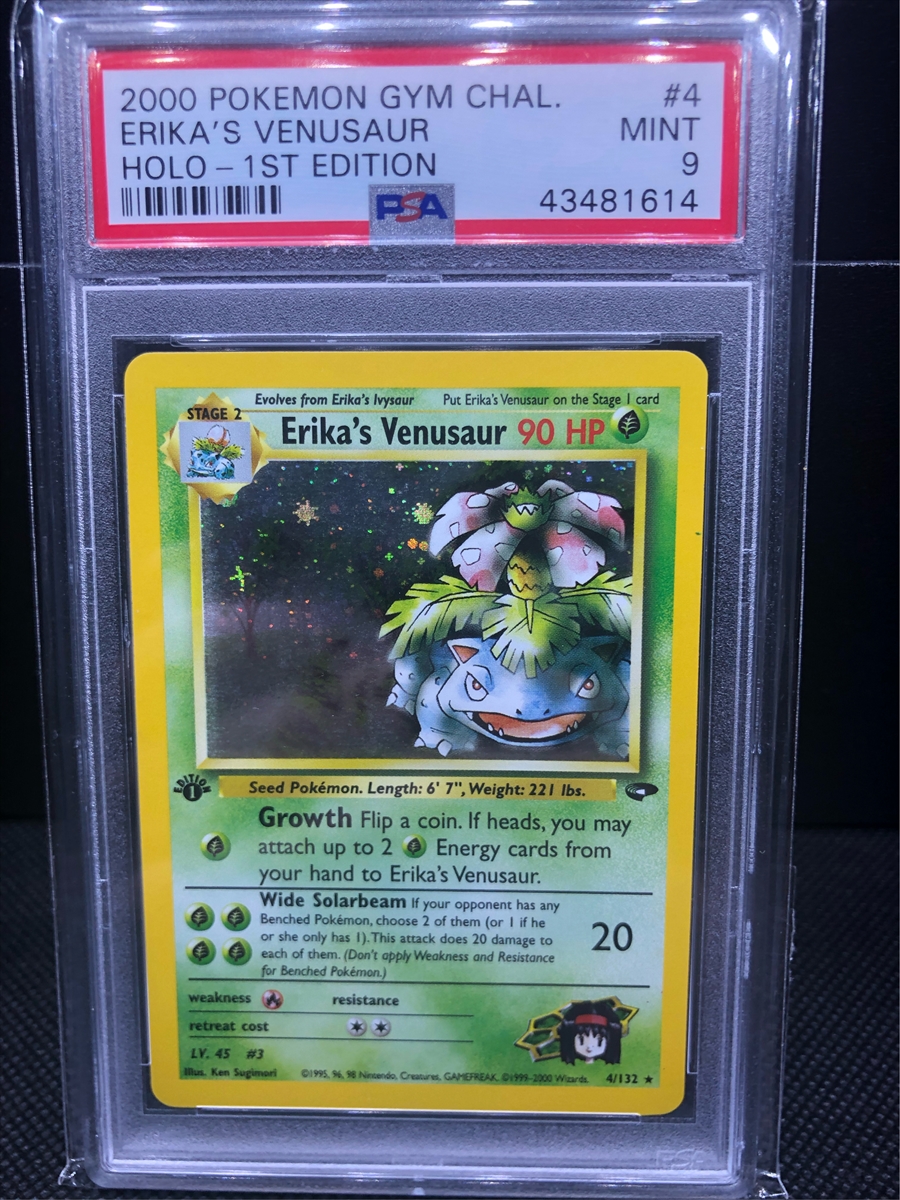 2000 POKEMON GYM CHAL. #4
ERIKA'S VENUSAUR MINT
HOLO - 1ST EDITION 9
PSA 43481614
Evolves from Erika's Ivysaur Put Erika's Venusaur on the Stage 1 card
STAGE 2
Erika's Venusaur 90 HP
EDITION 1
Seed Pokémon. Length: 6' 7", Weight: 221 lbs.
Growth Flip a coin. If heads, you may
attach up to 2 Energy cards from
your hand to Erika's Venusaur.
Wide Solarbeam If your opponent has any
Benched Pokémon, choose 2 of them (or 1 if he
or she only has 1). This attack does 20 damage to
each of them. (Don't apply Weakness and Resistance
for Benched Pokémon.)
20
weakness resistance
retreat cost
LV. 45 #3
Illus. Ken Sugimori ©1995, 96, 98 Nintendo, Creatures, GAMEFREAK. ©1999-2000 Wizards. 4/132 ★
PSA